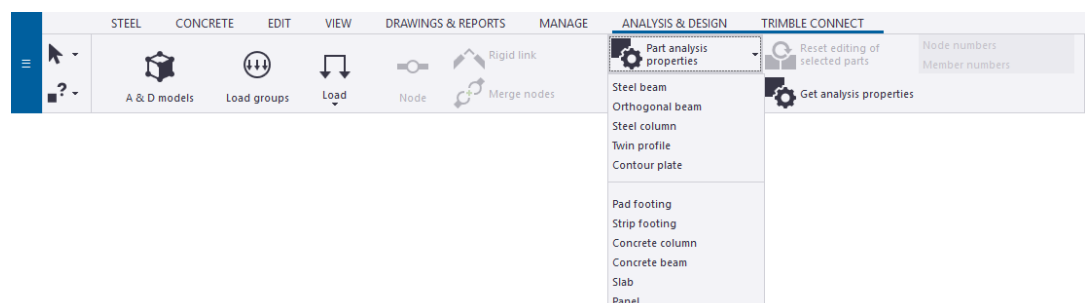 STEEL CONCRETE EDIT VIEW DRAWINGS & REPORTS MANAGE ANALYSIS & DESIGN TRIMBLE CONNECT
A & D models
Load groups
Load
Node
Rigid link
Merge nodes
Part analysis
properties
Reset editing of
selected parts
Get analysis properties
Node numbers
Member numbers
Steel beam
Orthogonal beam
Steel column
Twin profile
Contour plate
Pad footing
Strip footing
Concrete column
Concrete beam
Slab
Panel